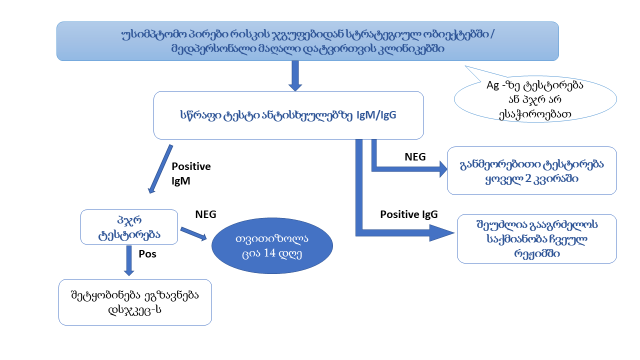 უსიმპტომო პირები რისკის ჯგუფებიდან სტრატეგიულ ობიექტებში /
მედპერსონალი მაღალი დატვირთვის კლინიკებში
Ag -ზე ტესტირება
ან პჯრ არ
ესაჭიროებათ
სწრაფი ტესტი ანტისხეულებზე IgM/IgG
Positive
IgM
NEG
განმეორებითი ტესტირება
ყოველ 2 კვირაში
Positive IgG
შეუძლია გააგრძელოს
საქმიანობა ჩვეულ
რეჟიმში
პჯრ
ტესტირება
NEG
თვითიზოლა
ცია 14 დღე
Pos
შეტყობინება ეგზავნება
დსჯკეც-ს